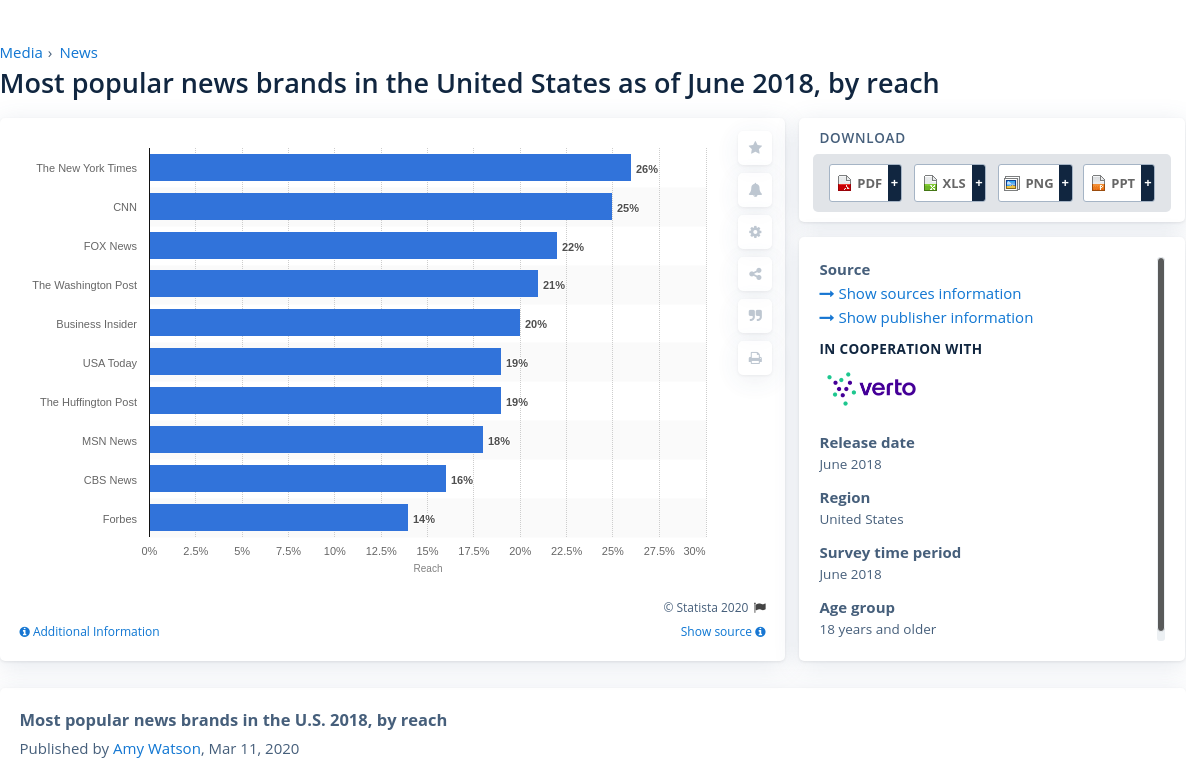 Media › News
Most popular news brands in the United States as of June 2018, by reach
The New York Times 26%
CNN 25%
FOX News 22%
The Washington Post 21%
Business Insider 20%
USA Today 19%
The Huffington Post 19%
MSN News 18%
CBS News 16%
Forbes 14%
0% 2.5% 5% 7.5% 10% 12.5% 15% 17.5% 20% 22.5% 25% 27.5% 30%
Reach
© Statista 2020
Additional Information Show source
DOWNLOAD
PDF + XLS + PNG + PPT +
Source
Show sources information
Show publisher information
IN COOPERATION WITH
verto
Release date
June 2018
Region
United States
Survey time period
June 2018
Age group
18 years and older
Most popular news brands in the U.S. 2018, by reach
Published by Amy Watson, Mar 11, 2020